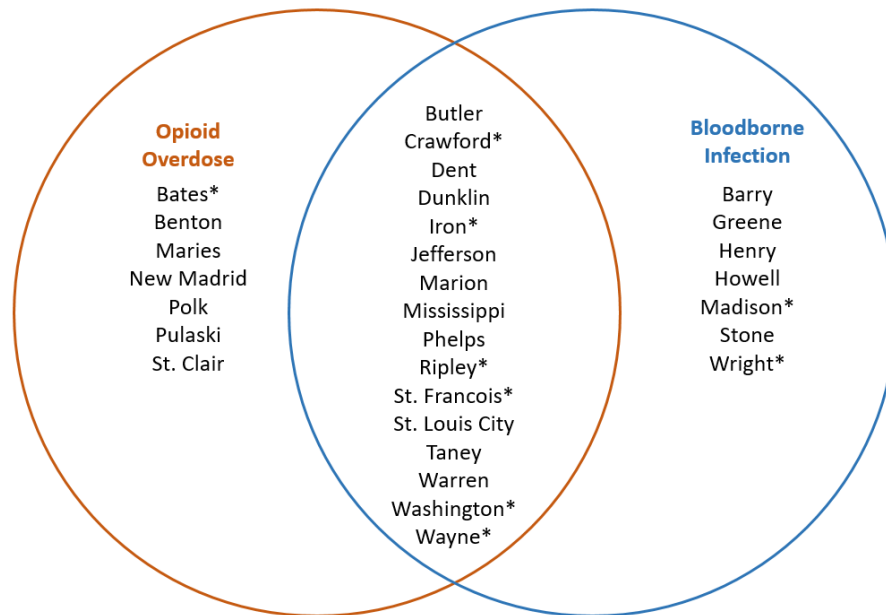 Opioid
Overdose
Bates*
Benton
Maries
New Madrid
Polk
Pulaski
St. Clair
Butler
Crawford*
Dent
Dunklin
Iron*
Jefferson
Marion
Mississippi
Phelps
Ripley*
St. Francois*
St. Louis City
Taney
Warren
Washington*
Wayne*
Bloodborne
Infection
Barry
Greene
Henry
Howell
Madison*
Stone
Wright*